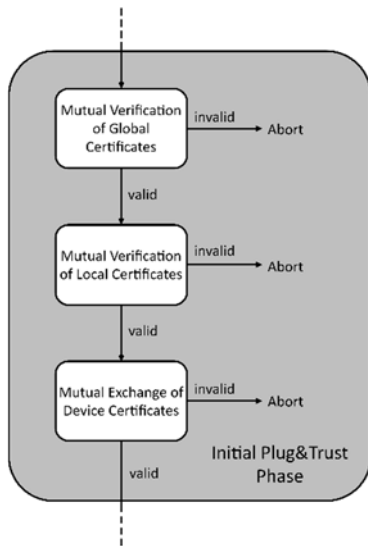 Mutual Verification
of Global
Certificates
invalid
Abort
valid
Mutual Verification
of Local Certificates
invalid
Abort
valid
Mutual Exchange of
Device Certificates
invalid
Abort
valid
Initial Plug&Trust
Phase